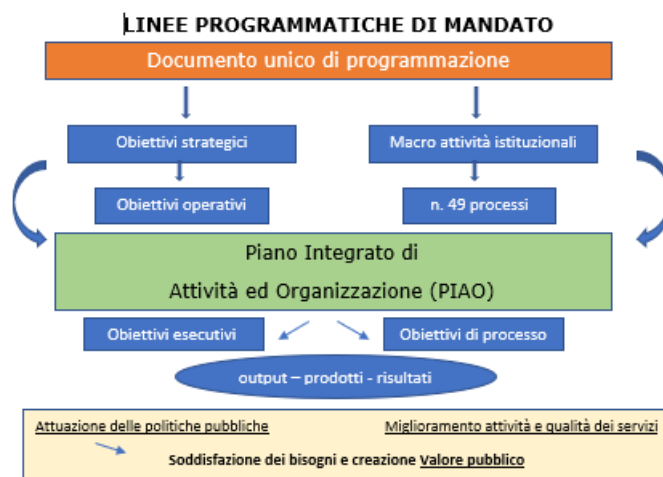 LINEE PROGRAMMATICHE DI MANDATO
Documento unico di programmazione
Obiettivi strategici
Macro attività istituzionali
Obiettivi operativi
n. 49 processi
Piano Integrato di
Attività ed Organizzazione (PIAO)
Obiettivi esecutivi
Obiettivi di processo
output – prodotti - risultati
Attuazione delle politiche pubbliche
Miglioramento attività e qualità dei servizi
Soddisfazione dei bisogni e creazione Valore pubblico